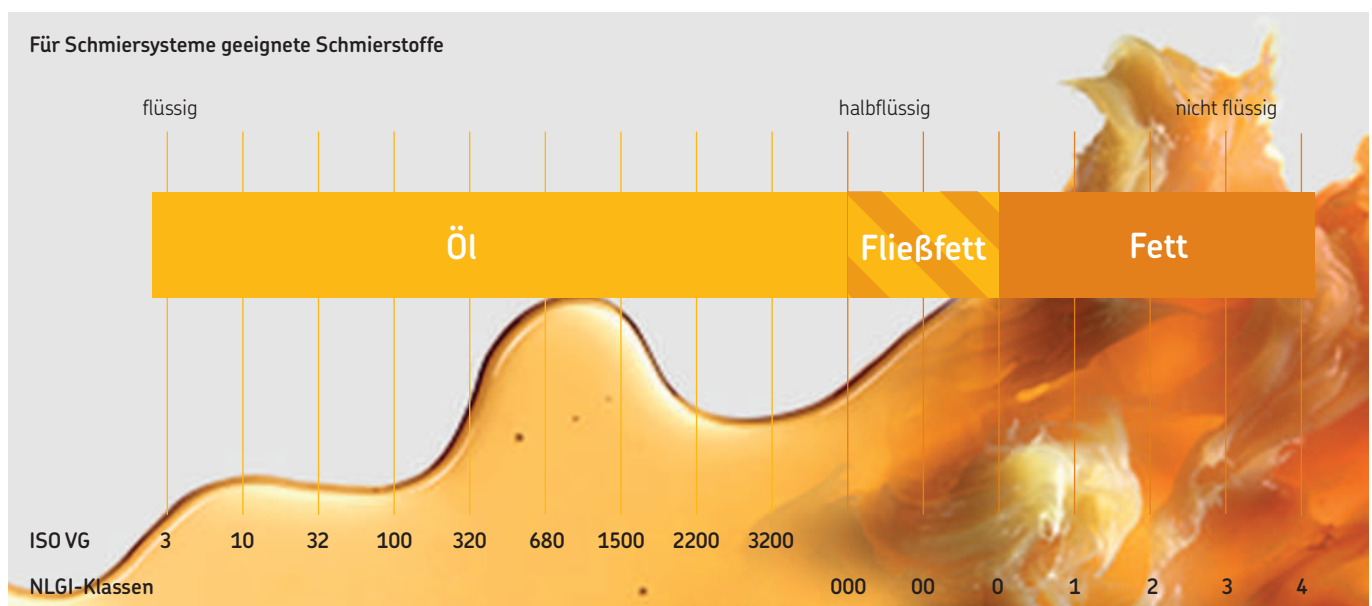 Für Schmiersysteme geeignete Schmierstoffe
flüssig halbflüssig nicht flüssig
Öl Fließfett Fett
ISO VG 3 10 32 100 320 680 1500 2200 3200
NLGI-Klassen 000 00 0 1 2 3 4